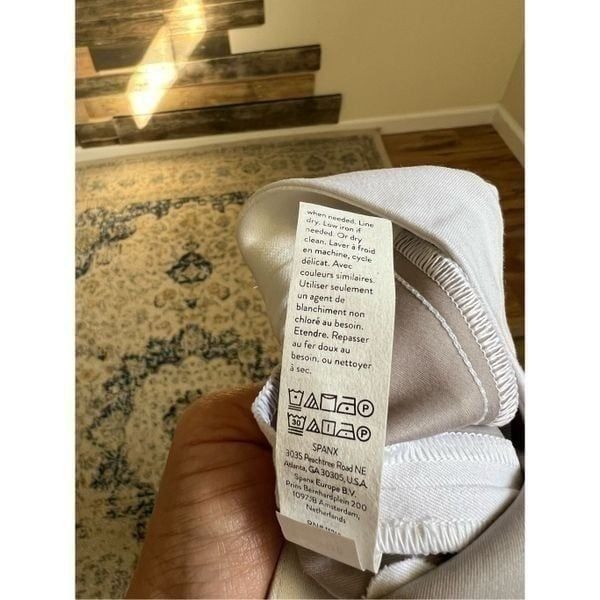 when needed. Line
dry. Low iron if
needed. Or dry
clean. Laver à froid
en machine, cycle
délicat. Avec
couleurs similaires.
Utiliser seulement
un agent de
blanchiment non
chloré au besoin.
Etendre. Repasser
au fer doux au
besoin. ou nettoyer
à sec.
P
30 P
SPANX
3035 Peachtree Road NE
Atlanta, GA 30305, U.S.A.
Spanx Europe B.V.
Prins Bernhardplein 200
1097JB Amsterdam,
Netherlands